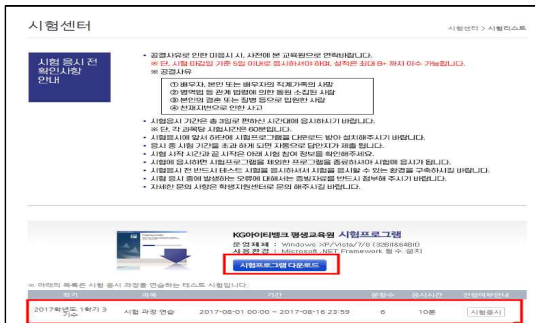 시험센터
시험센터 > 시험리스트
시험 응시 전
확인사항
안내
• 공결사유로 인한 미응시 시, 사전에 본 교육원으로 연락바랍니다.
※ 단, 시험 마감일 기준 5일 이내로 응시하셔야 하며, 성적은 최대 B+ 까지 이수 가능합니다.
※ 공결사유
① 배우자, 본인 또는 배우자의 직계가족의 사망
② 병역법 등 관계 법령에 의한 동원 소집된 사람
③ 본인의 결혼 또는 질병 등으로 입원한 사람
④ 천재지변으로 인한 사고
• 시험응시 기간은 총 3일로 편하신 시간대에 응시하시기 바랍니다.
※ 단, 각 과목당 시험시간은 60분입니다.
• 시험응시에 앞서 하단에 시험프로그램을 다운로드 받아 설치해주시기 바랍니다.
• 응시 중 시험 기간을 초과 하게 되면 자동으로 답안지가 제출 됩니다.
• 시험 시작 시간과 끝 시작은 아래 시험 참여 정보를 확인해주세요.
• 시험에 응시하면 시험프로그램을 제외한 프로그램을 종료하셔야 시험에 응시가 됩니다.
• 시험응시 전 반드시 테스트 시험을 응시하셔서 시험을 응시할 수 있는 환경을 구축하시길 바랍니다.
• 시험 응시 중에 발생하는 오류에 대해서는 증빙자료를 반드시 첨부해 주시기 바랍니다.
• 자세한 문의 사항은 학생지원센터로 문의 해주시길 바랍니다.
KG아이티뱅크 평생교육원 시험프로그램
운영체제 : Windows XP/Vista/7/8 (32Bit&64Bit)
사용환경 : Microsoft .NET Framework 필수 설치
시험프로그램 다운로드
※ 아래의 목록은 시험 응시 과정을 연습하는 테스트 시험입니다.
학기 과목 기간 문항수 응시시간 진행여부안내
2017학년도 1학기 3기수 시험 과정 연습 2017-08-01 00:00 ~ 2017-08-16 23:59 6 10분 시험응시